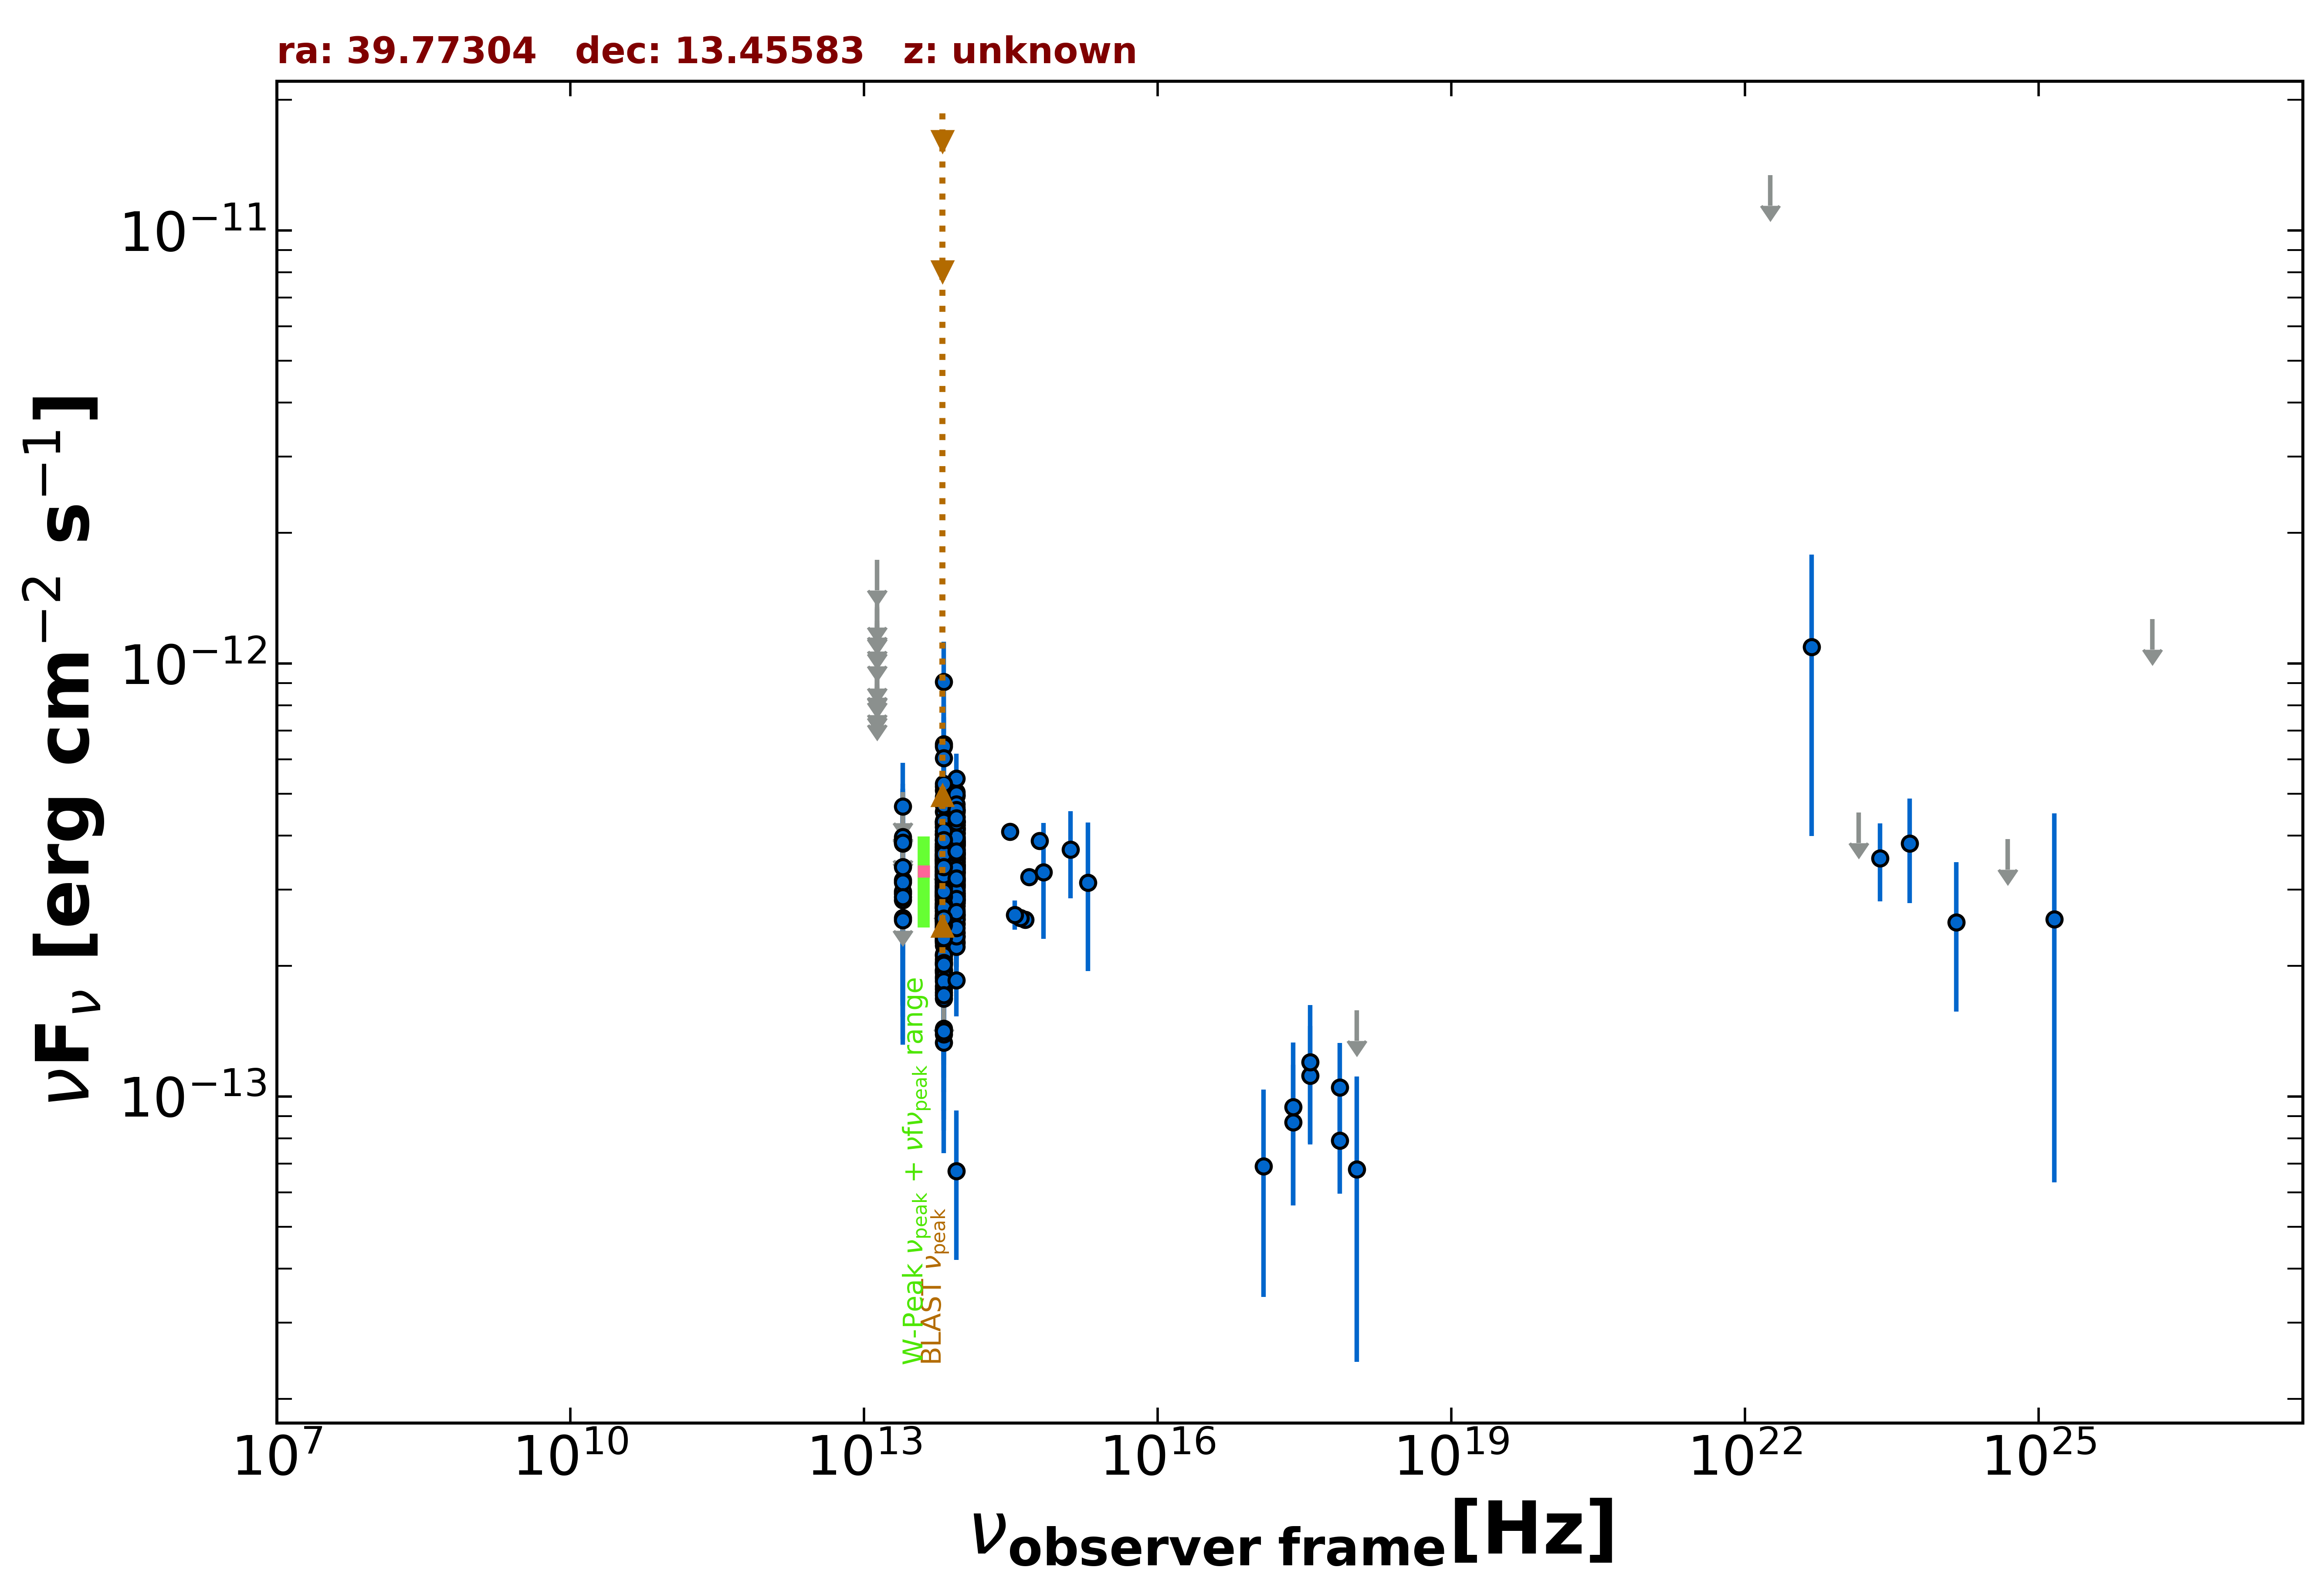 ra: 39.77304 dec: 13.45583 z: unknown
νFν [erg cm−2 s−1]
10−11
10−12
10−13
W-Peak νpeak + νfνpeak range
BLAST νpeak
107 1010 1013 1016 1019 1022 1025
νobserver frame[Hz]